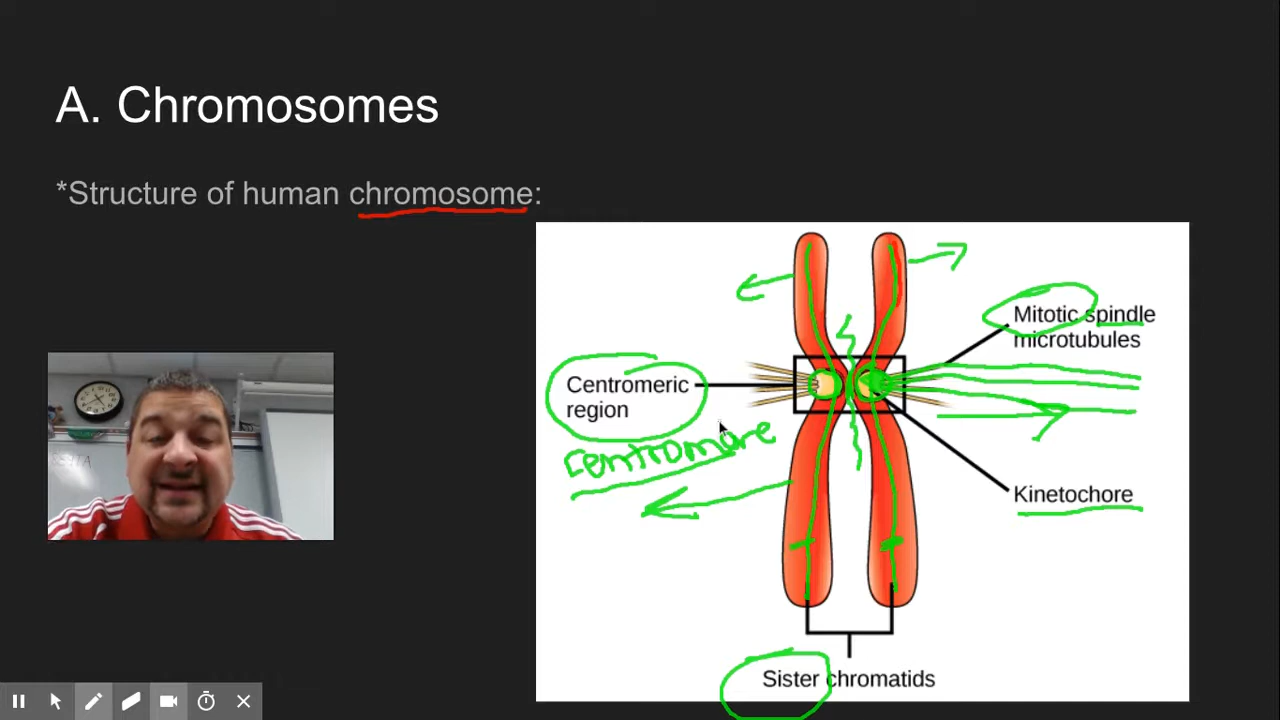 A. Chromosomes
*Structure of human chromosome:
Mitotic spindle
microtubules
Centromeric
region
centromere
Kinetochore
Sister chromatids